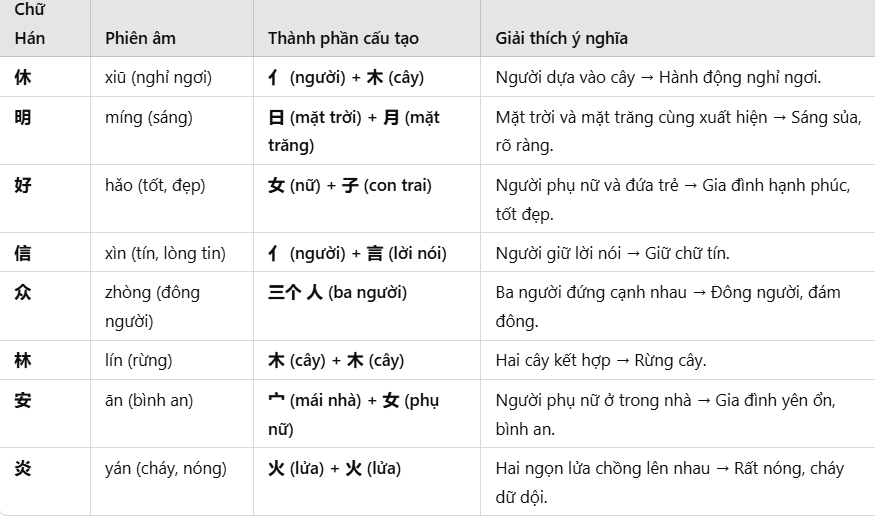 Chữ
Hán
Phiên âm
Thành phần cấu tạo
Giải thích ý nghĩa
休
xiū (nghỉ ngơi)
亻 (người) + 木 (cây)
Người dựa vào cây → Hành động nghỉ ngơi.
明
míng (sáng)
日 (mặt trời) + 月 (mặt
trăng)
Mặt trời và mặt trăng cùng xuất hiện → Sáng sủa,
rõ ràng.
好
hǎo (tốt, đẹp)
女 (nữ) + 子 (con trai)
Người phụ nữ và đứa trẻ → Gia đình hạnh phúc,
tốt đẹp.
信
xìn (tín, lòng tin)
亻 (người) + 言 (lời nói)
Người giữ lời nói → Giữ chữ tín.
众
zhòng (đông
người)
三个 人 (ba người)
Ba người đứng cạnh nhau → Đông người, đám
đông.
林
lín (rừng)
木 (cây) + 木 (cây)
Hai cây kết hợp → Rừng cây.
安
ān (bình an)
宀 (mái nhà) + 女 (phụ
nữ)
Người phụ nữ ở trong nhà → Gia đình yên ổn,
bình an.
炎
yán (cháy, nóng)
火 (lửa) + 火 (lửa)
Hai ngọn lửa chồng lên nhau → Rất nóng, cháy
dữ dội.